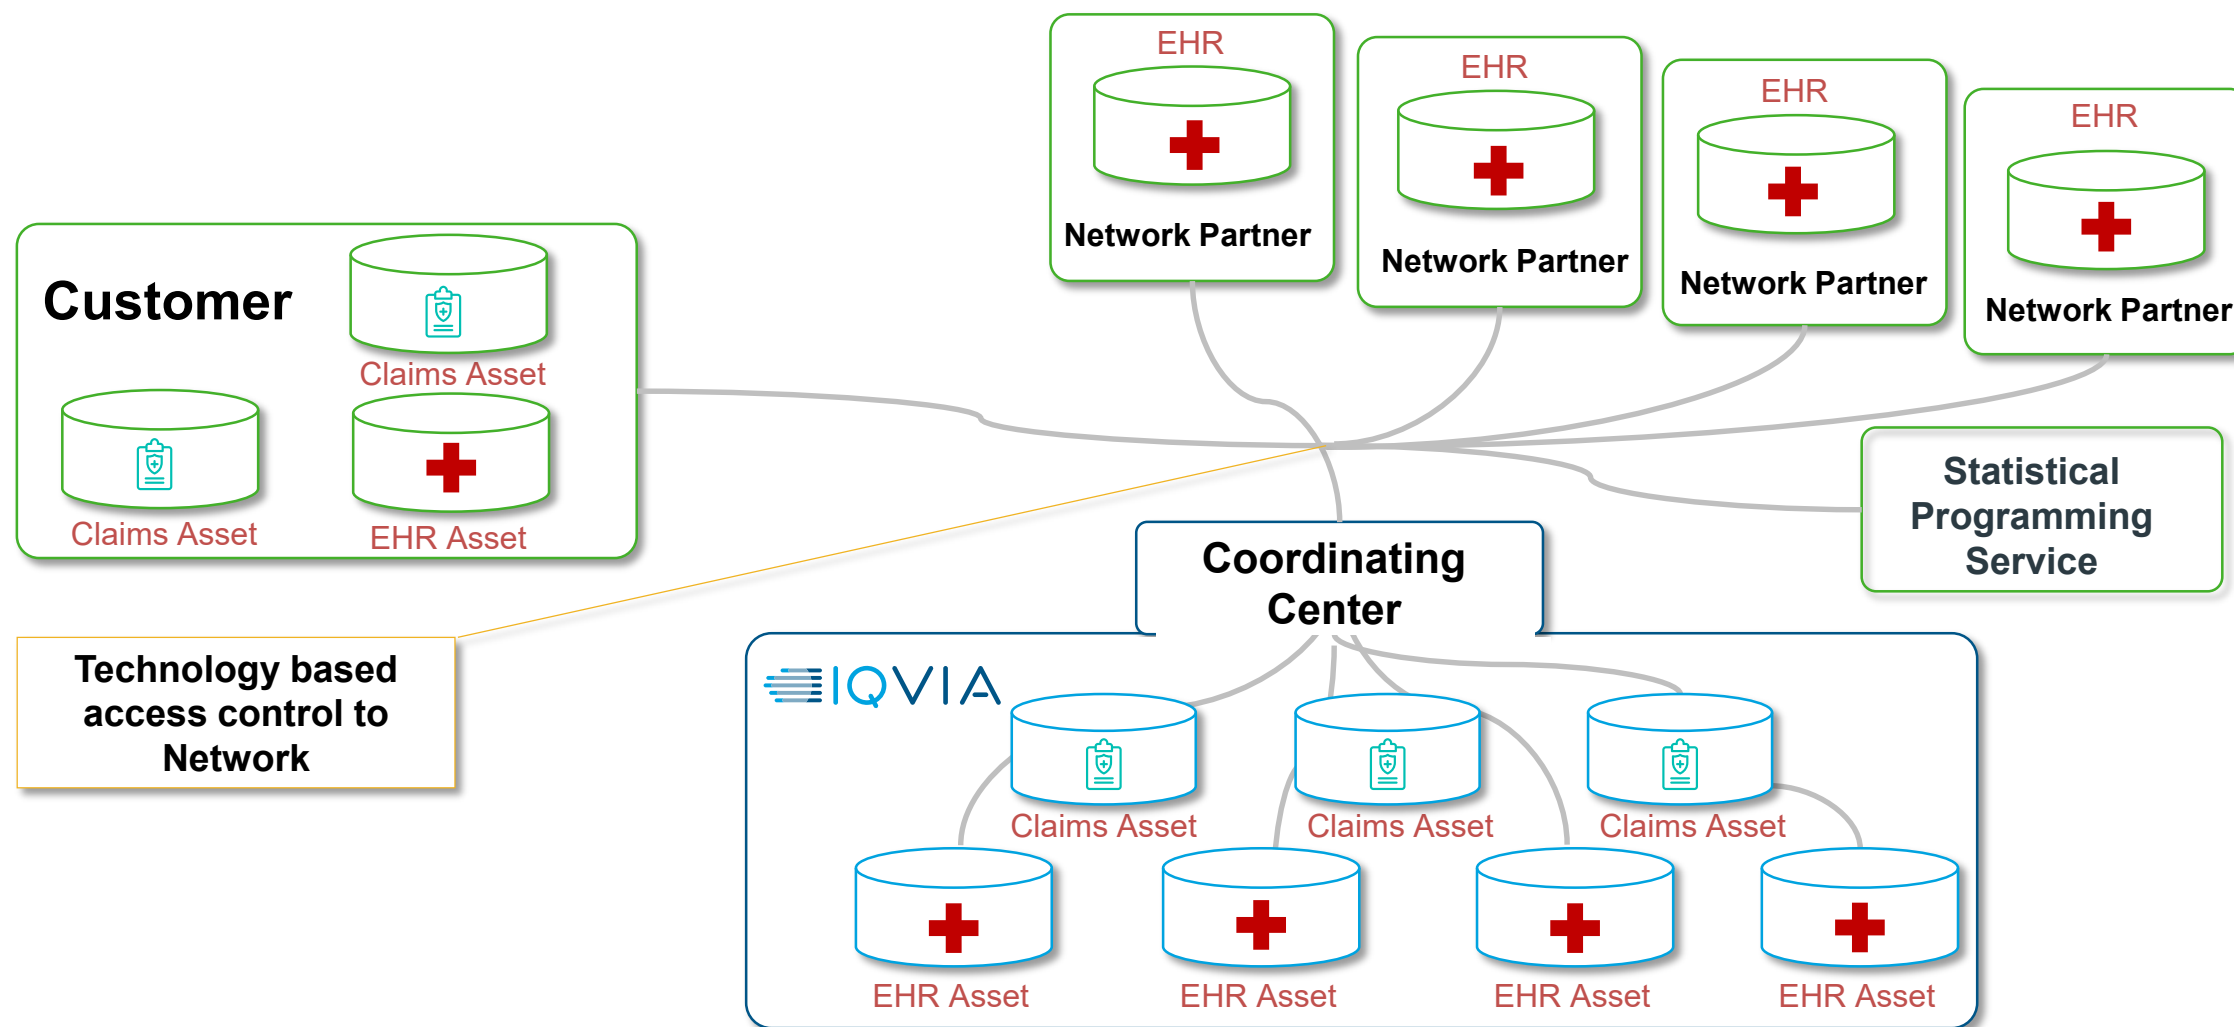 EHR
Network Partner
EHR
Network Partner
EHR
Network Partner
EHR
Network Partner
Customer
Claims Asset
Claims Asset
EHR Asset
Statistical
Programming
Service
Coordinating
Center
Technology based
access control to
Network
IQVIA
Claims Asset
Claims Asset
Claims Asset
EHR Asset
EHR Asset
EHR Asset
EHR Asset